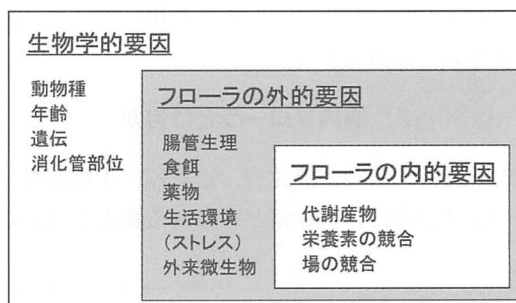 生物学的要因
動物種
年齢
遺伝
消化管部位
フローラの外的要因
腸管生理
食餌
薬物
生活環境
(ストレス)
外来微生物
フローラの内的要因
代謝産物
栄養素の競合
場の競合